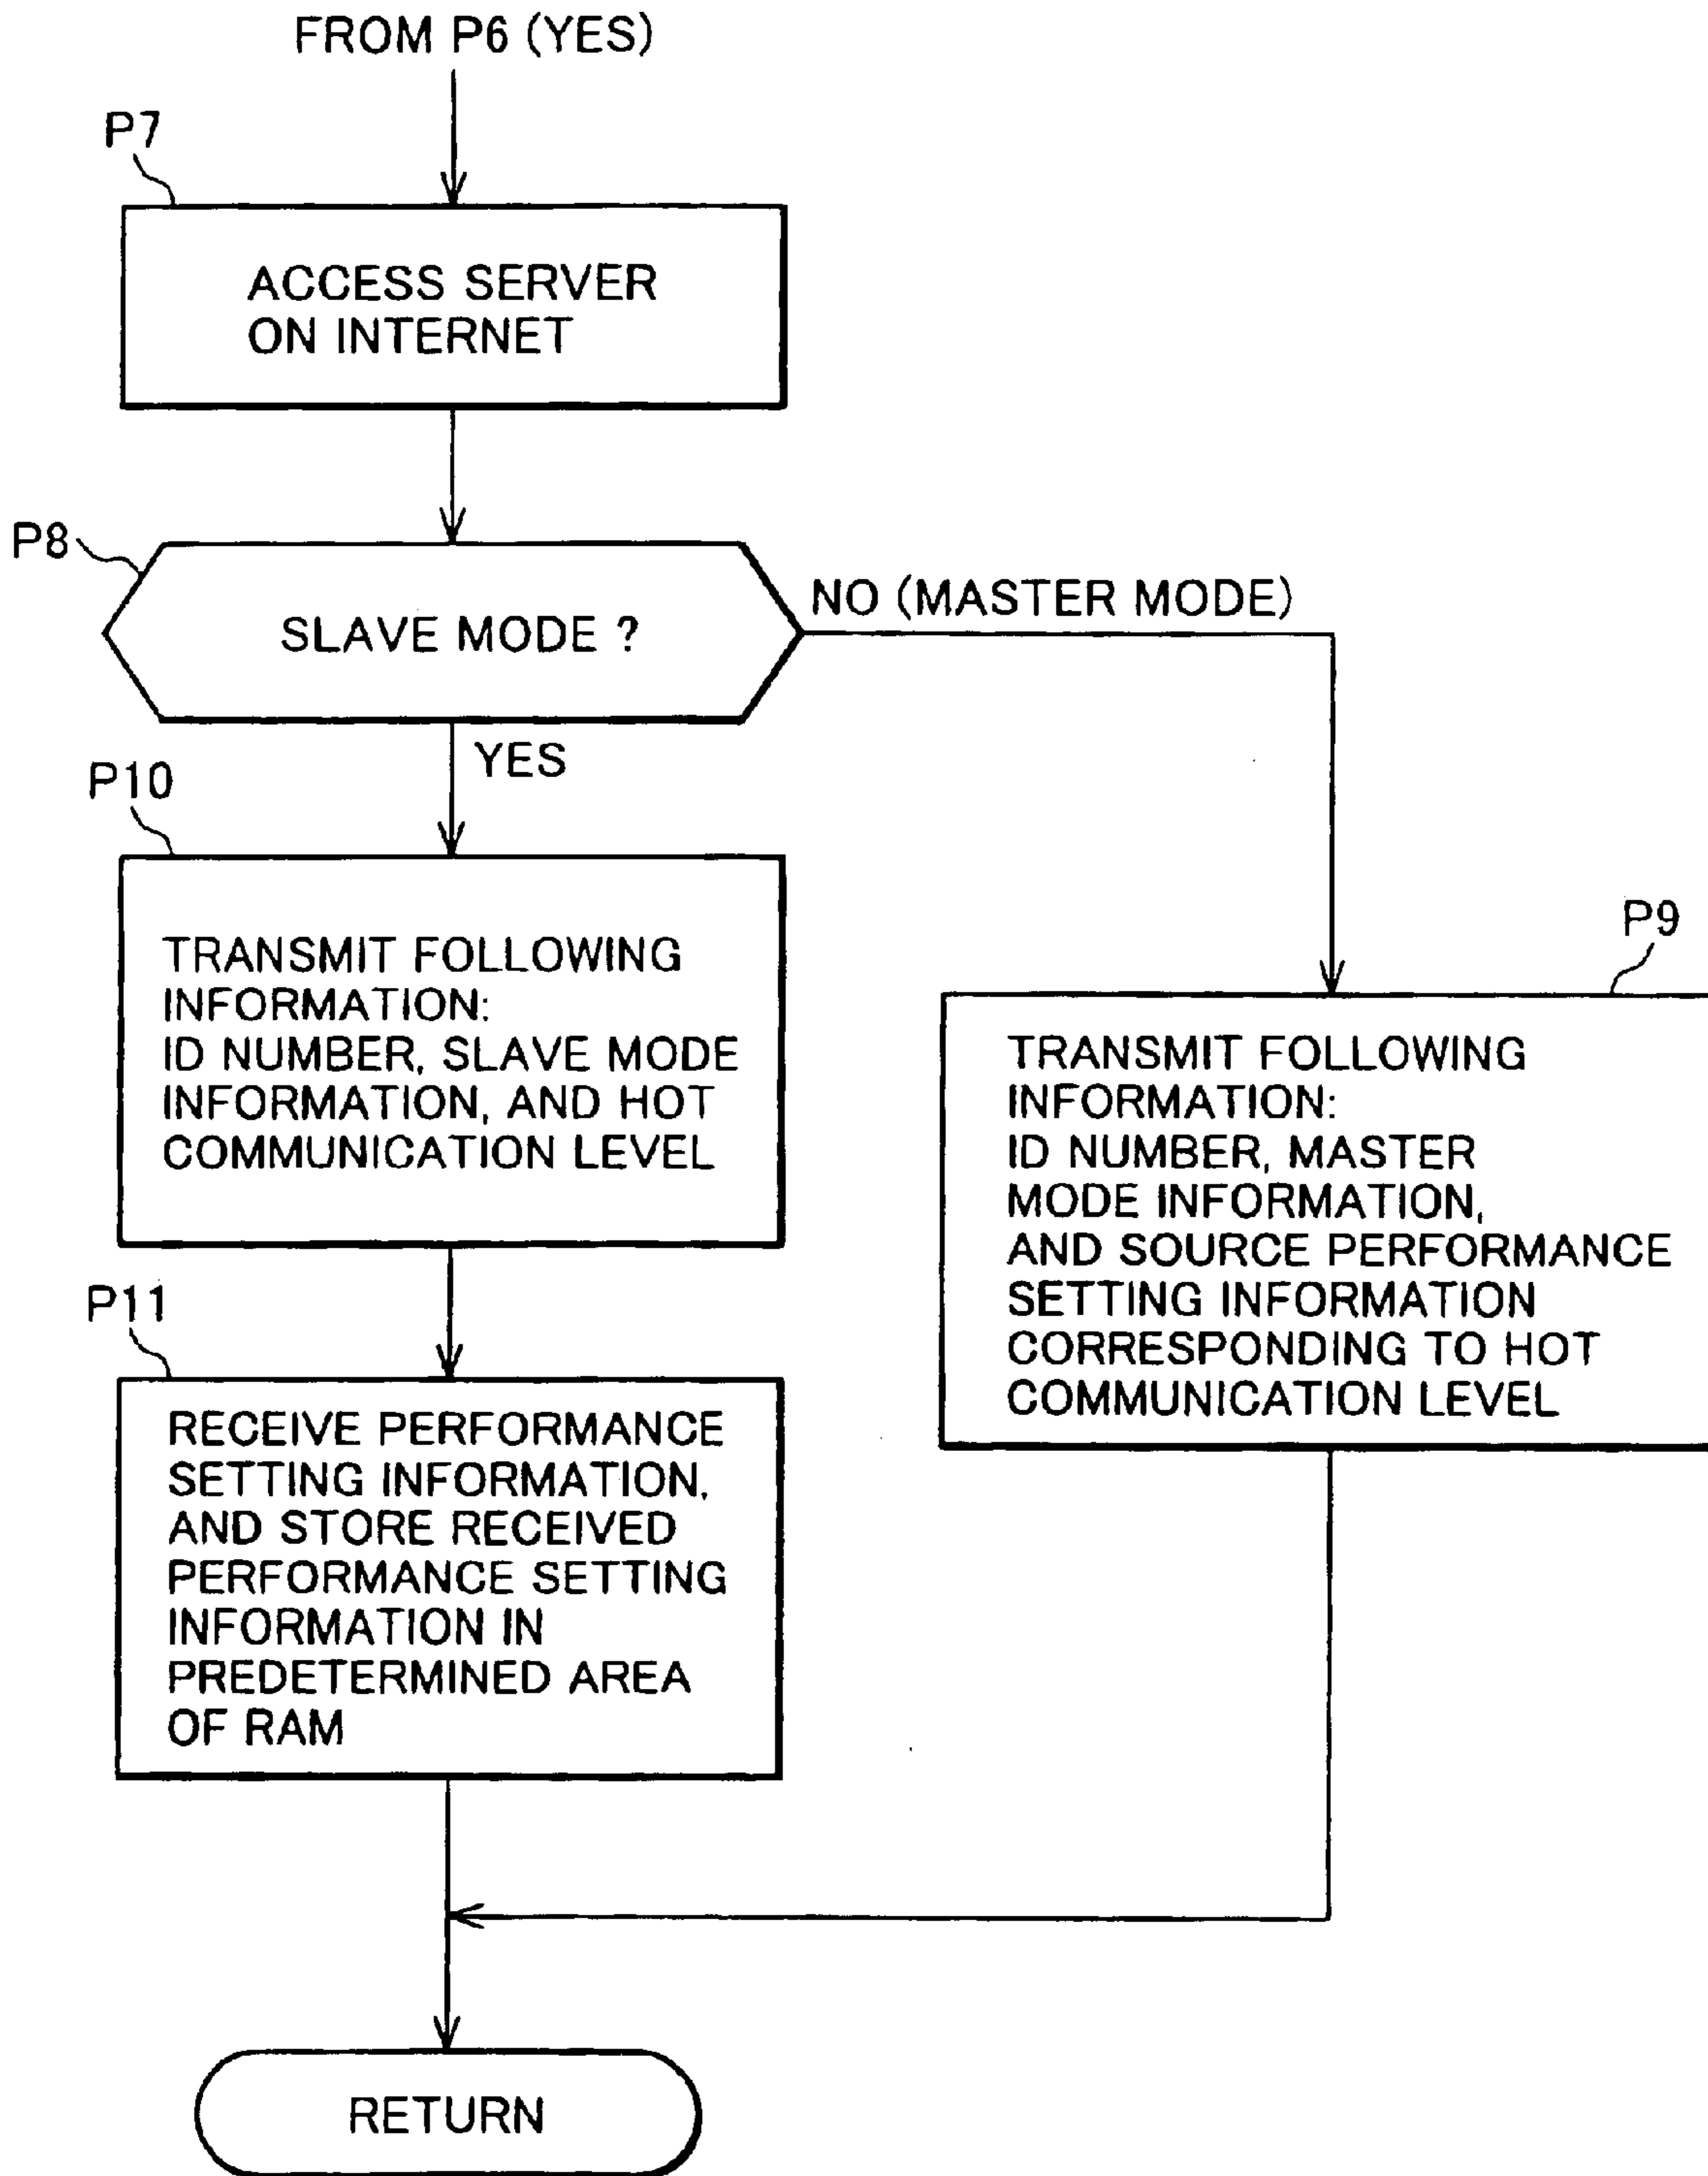 FROM P6 (YES)
P7
ACCESS SERVER
ON INTERNET
P8
SLAVE MODE ?
NO (MASTER MODE)
YES
P10
TRANSMIT FOLLOWING
INFORMATION:
ID NUMBER, SLAVE MODE
INFORMATION, AND HOT
COMMUNICATION LEVEL
P9
TRANSMIT FOLLOWING
INFORMATION:
ID NUMBER, MASTER
MODE INFORMATION,
AND SOURCE PERFORMANCE
SETTING INFORMATION
CORRESPONDING TO HOT
COMMUNICATION LEVEL
P11
RECEIVE PERFORMANCE
SETTING INFORMATION,
AND STORE RECEIVED
PERFORMANCE SETTING
INFORMATION IN
PREDETERMINED AREA
OF RAM
RETURN